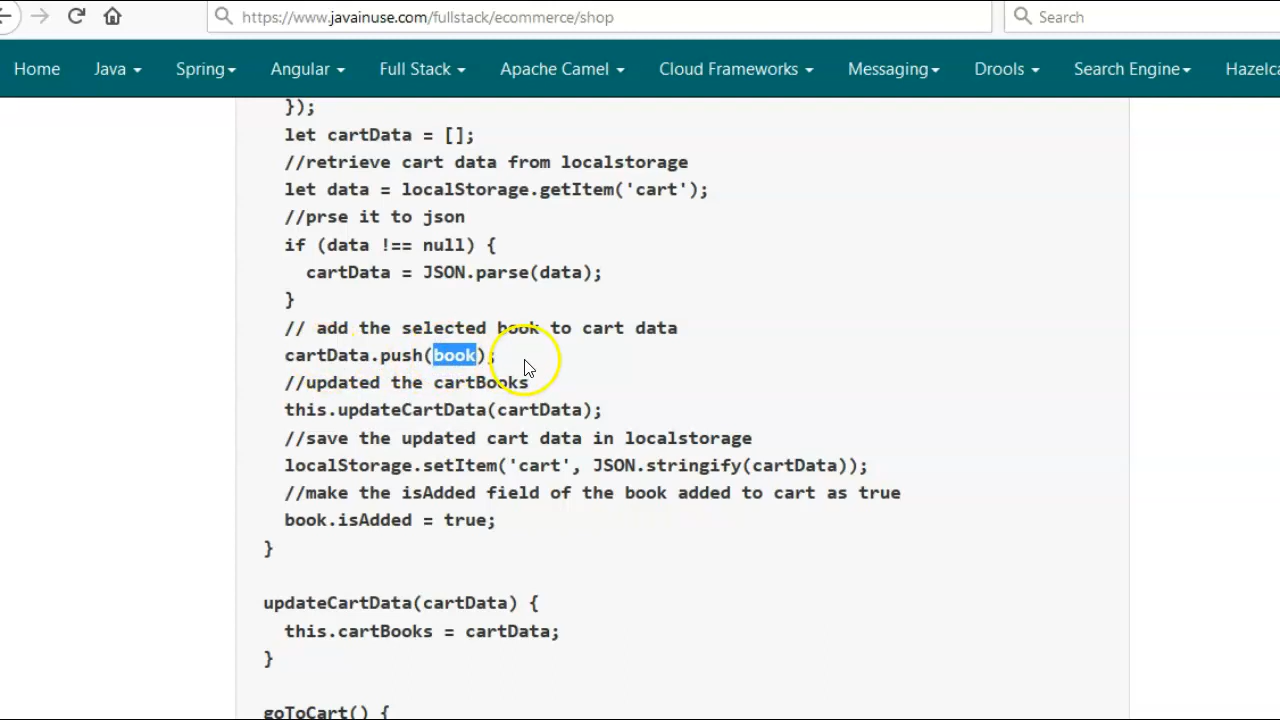 https://www.javainuse.com/fullstack/ecommerce/shop
Search
Home Java Spring Angular Full Stack Apache Camel Cloud Frameworks Messaging Drools Search Engine Hazelca
});
let cartData = [];
//retrieve cart data from localstorage
let data = localStorage.getItem('cart');
//prse it to json
if (data !== null) {
cartData = JSON.parse(data);
}
// add the selected book to cart data
cartData.push(book);
//updated the cartBooks
this.updateCartData(cartData);
//save the updated cart data in localstorage
localStorage.setItem('cart', JSON.stringify(cartData));
//make the isAdded field of the book added to cart as true
book.isAdded = true;
}
updateCartData(cartData) {
this.cartBooks = cartData;
}
goToCart() {